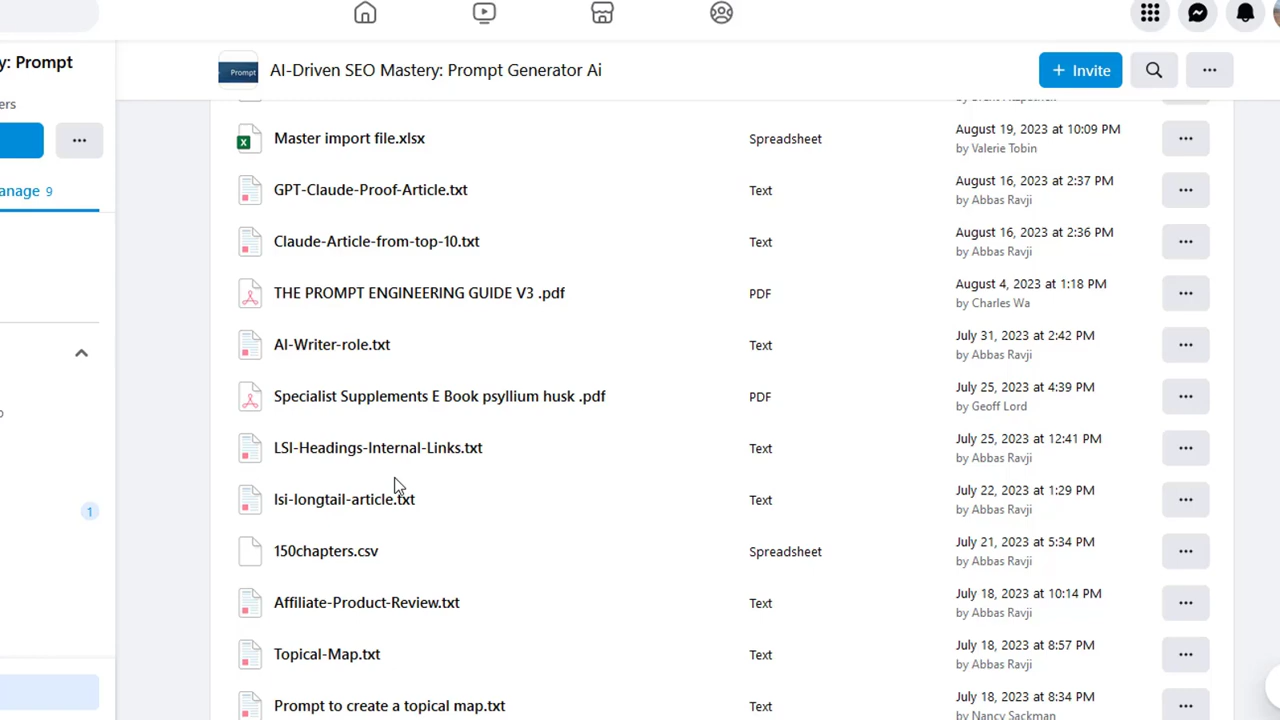 y: Prompt
AI-Driven SEO Mastery: Prompt Generator Ai
+ Invite
ers
anage 9
1
Master import file.xlsx
Spreadsheet
August 19, 2023 at 10:09 PM
by Valerie Tobin
GPT-Claude-Proof-Article.txt
Text
August 16, 2023 at 2:37 PM
by Abbas Ravji
Claude-Article-from-top-10.txt
Text
August 16, 2023 at 2:36 PM
by Abbas Ravji
THE PROMPT ENGINEERING GUIDE V3 .pdf
PDF
August 4, 2023 at 1:18 PM
by Charles Wa
AI-Writer-role.txt
Text
July 31, 2023 at 2:42 PM
by Abbas Ravji
Specialist Supplements E Book psyllium husk .pdf
PDF
July 25, 2023 at 4:39 PM
by Geoff Lord
LSI-Headings-Internal-Links.txt
Text
July 25, 2023 at 12:41 PM
by Abbas Ravji
lsi-longtail-article.txt
Text
July 22, 2023 at 1:29 PM
by Abbas Ravji
150chapters.csv
Spreadsheet
July 21, 2023 at 5:34 PM
by Abbas Ravji
Affiliate-Product-Review.txt
Text
July 18, 2023 at 10:14 PM
by Abbas Ravji
Topical-Map.txt
Text
July 18, 2023 at 8:57 PM
by Abbas Ravji
Prompt to create a topical map.txt
Text
July 18, 2023 at 8:34 PM
by Nancy Sackman